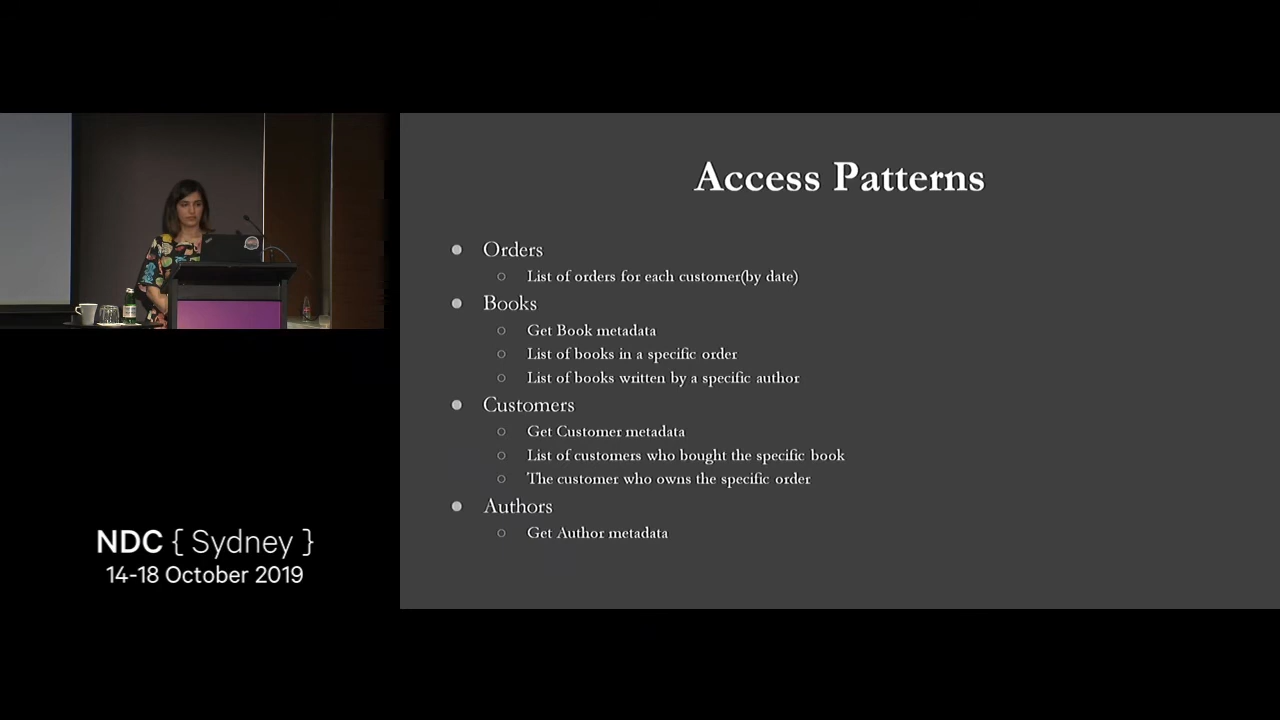 Access Patterns
● Orders
○ List of orders for each customer(by date)
● Books
○ Get Book metadata
○ List of books in a specific order
○ List of books written by a specific author
● Customers
○ Get Customer metadata
○ List of customers who bought the specific book
○ The customer who owns the specific order
● Authors
○ Get Author metadata
NDC { Sydney }
14-18 October 2019